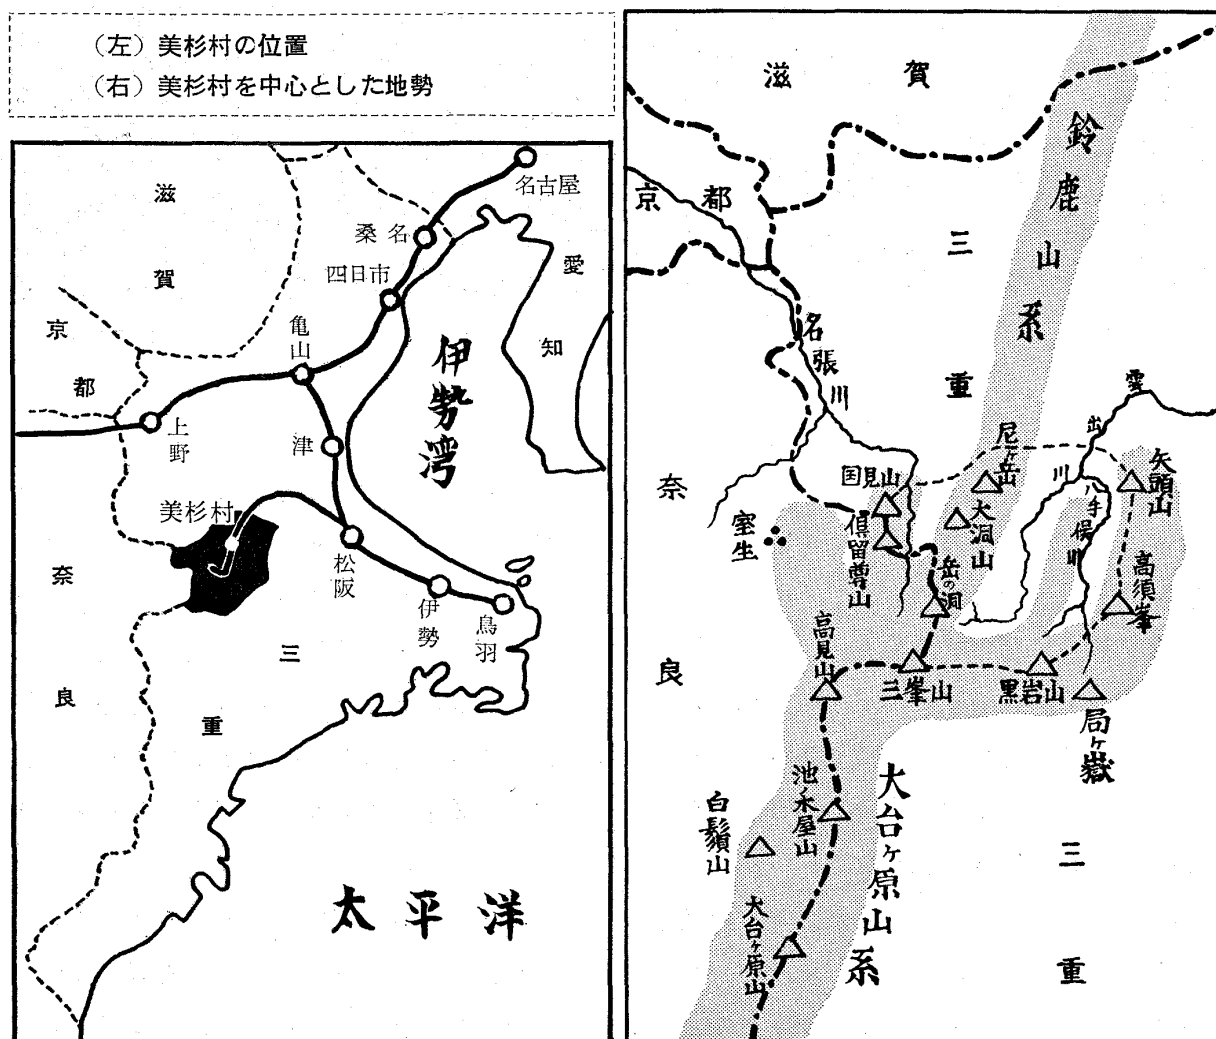 （左）美杉村の位置
（右）美杉村を中心とした地勢
滋賀
京都
奈良
三重
愛知
名古屋
桑名
四日市
亀山
上野
津
美杉村
松阪
伊勢
鳥羽
伊勢湾
太平洋
滋賀
京都
三重
鈴鹿山系
名張川
雲出川
八手俣川
尼ヶ岳
矢頭山
国見山
大洞山
倶留尊山
室生
岳の洞
高須峯
奈良
高見山
三峯山
黒岩山
局ヶ嶽
池木屋山
白鬚山
大台ヶ原山
大台ヶ原山系
三重